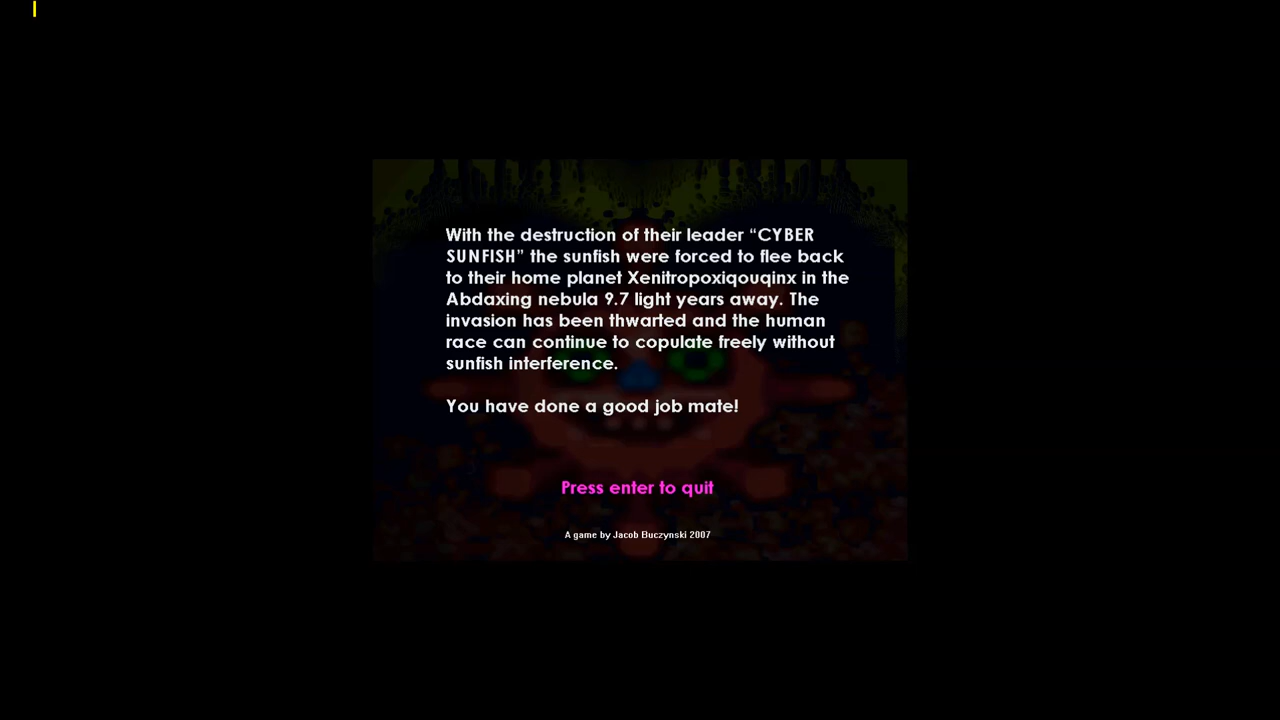 With the destruction of their leader “CYBER
SUNFISH” the sunfish were forced to flee back
to their home planet Xenitropoxiqouqinx in the
Abdaxing nebula 9.7 light years away. The
invasion has been thwarted and the human
race can continue to copulate freely without
sunfish interference.
You have done a good job mate!
Press enter to quit
A game by Jacob Buczynski 2007